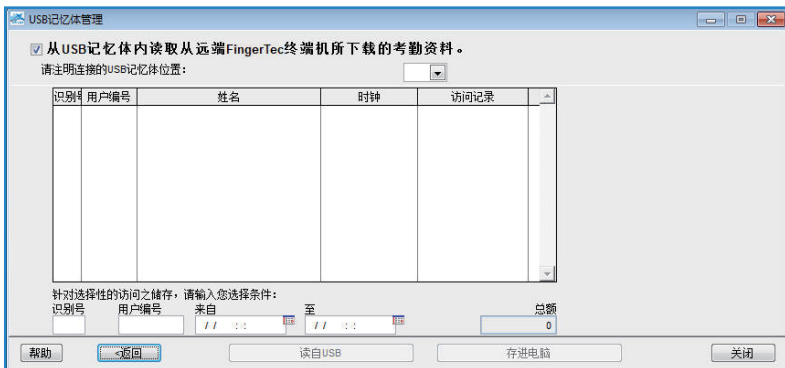 USB记忆体管理
从USB记忆体内读取从远端FingerTec终端机所下载的考勤资料。
请注明连接的USB记忆体位置：
识别号 用户编号 姓名 时钟 访问记录
针对选择性的访问之储存，请输入您选择条件：
识别号 用户编号 来自 至 总额
/ / : : / / : : 0
帮助 <返回 读自USB 存进电脑 关闭